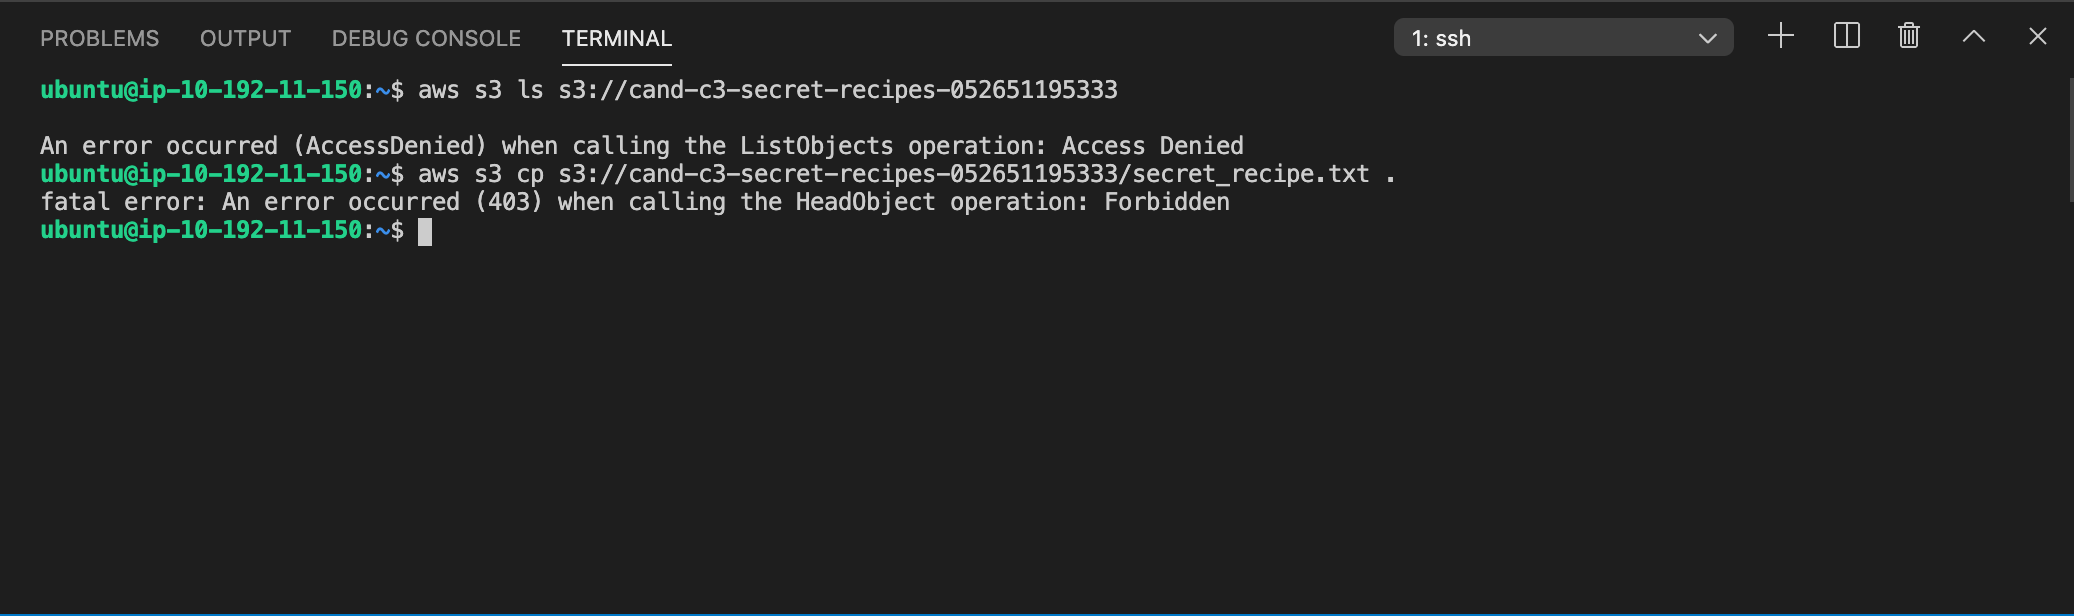 PROBLEMS OUTPUT DEBUG CONSOLE TERMINAL 1: ssh
ubuntu@ip-10-192-11-150:~$ aws s3 ls s3://cand-c3-secret-recipes-052651195333
An error occurred (AccessDenied) when calling the ListObjects operation: Access Denied
ubuntu@ip-10-192-11-150:~$ aws s3 cp s3://cand-c3-secret-recipes-052651195333/secret_recipe.txt .
fatal error: An error occurred (403) when calling the HeadObject operation: Forbidden
ubuntu@ip-10-192-11-150:~$